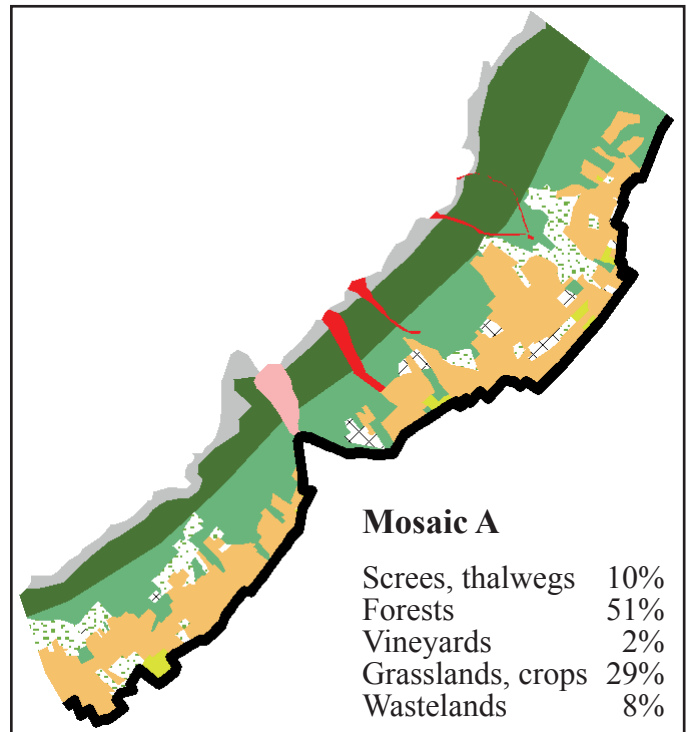 Mosaic A
Screes, thalwegs 10%
Forests 51%
Vineyards 2%
Grasslands, crops 29%
Wastelands 8%